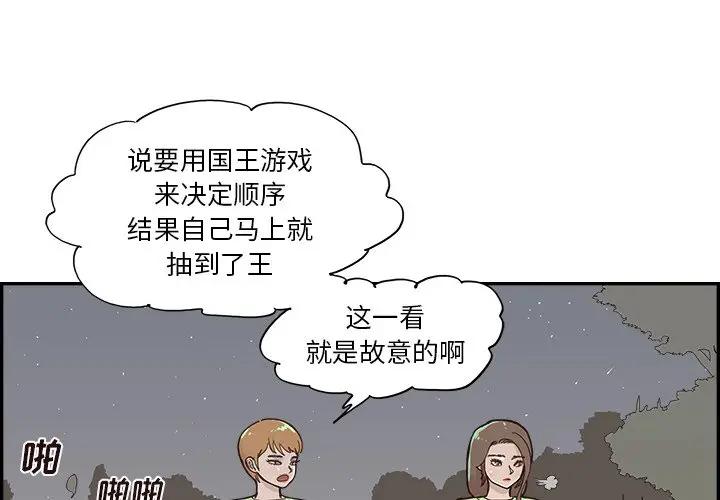 说要用国王游戏
来决定顺序
结果自己马上就
抽到了王
这一看
就是故意的啊
啪
啪啪